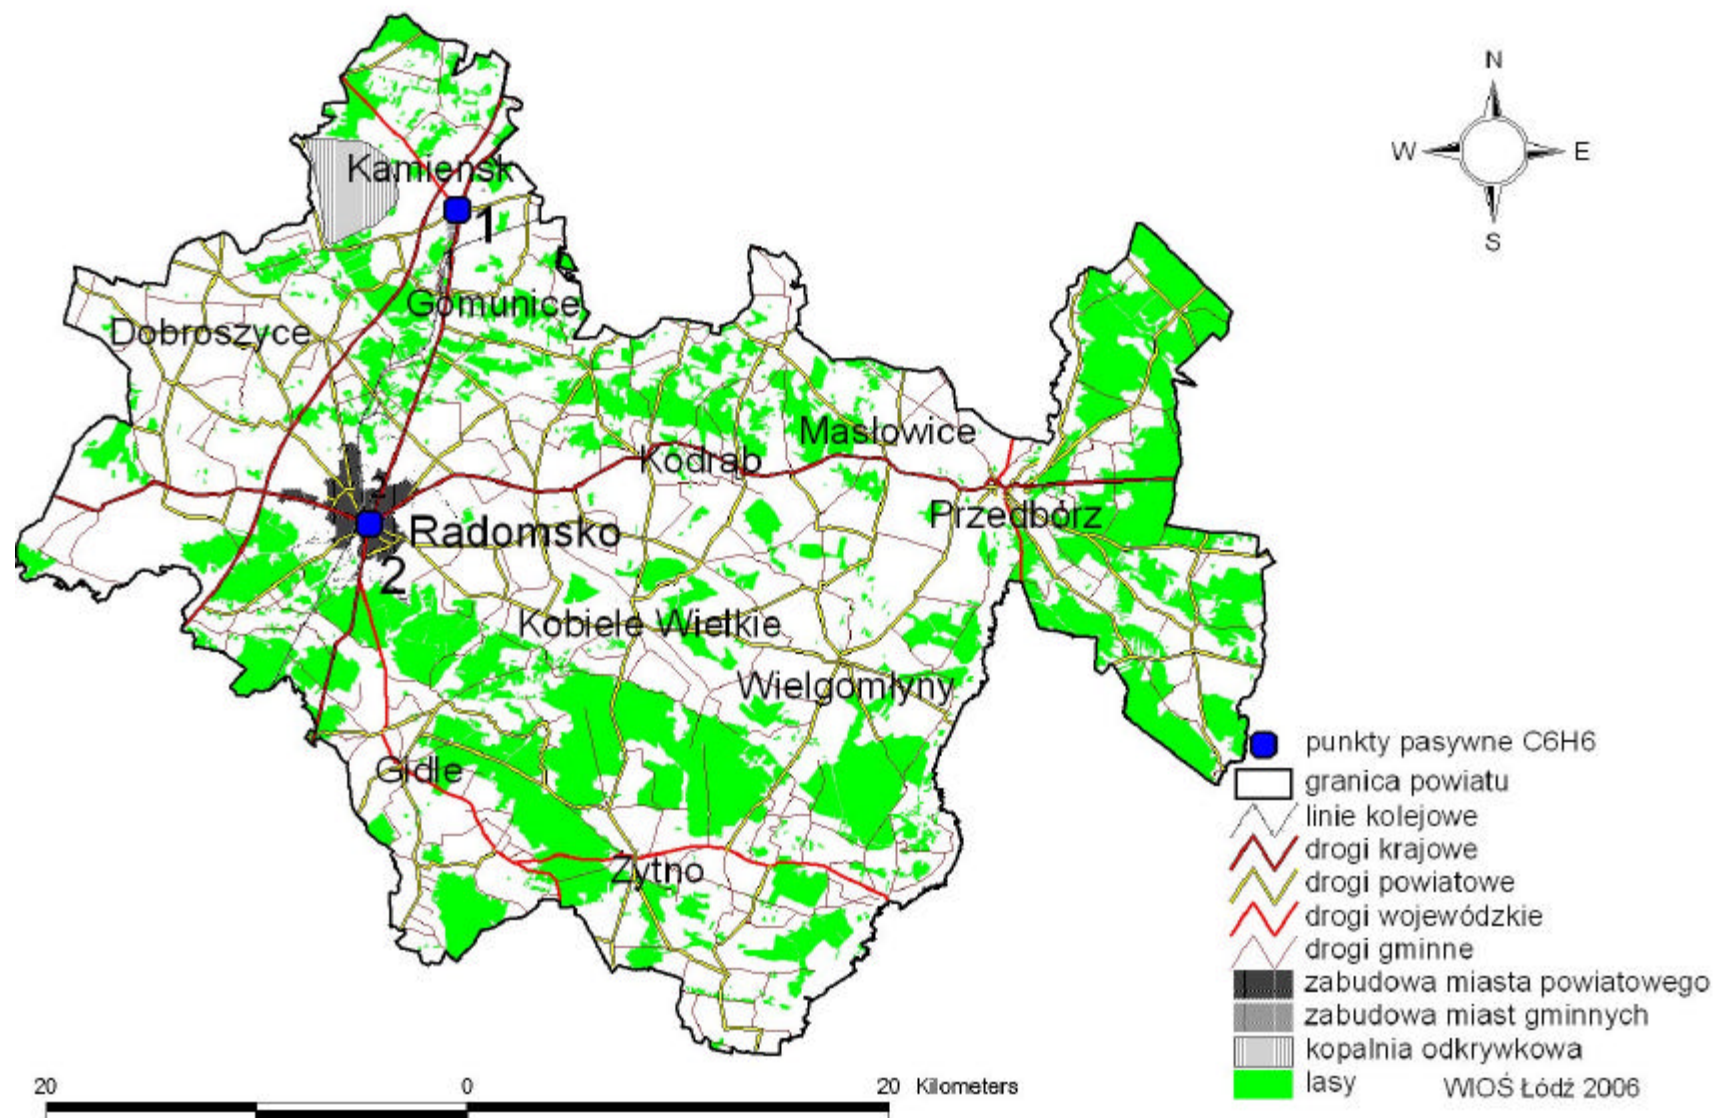 N
W E
S
Kamieńsk
1
Gomunice
Dobroszyce
Masłowice
Kodrąb
3
Przedbórz
Radomsko
2
Kobiele Wielkie
Wielgomłyny
Gidle
Żytno
punkty pasywne C6H6
granica powiatu
linie kolejowe
drogi krajowe
drogi powiatowe
drogi wojewódzkie
drogi gminne
zabudowa miasta powiatowego
zabudowa miast gminnych
kopalnia odkrywkowa
lasy WIOŚ Łódź 2006
20 0 20 Kilometers